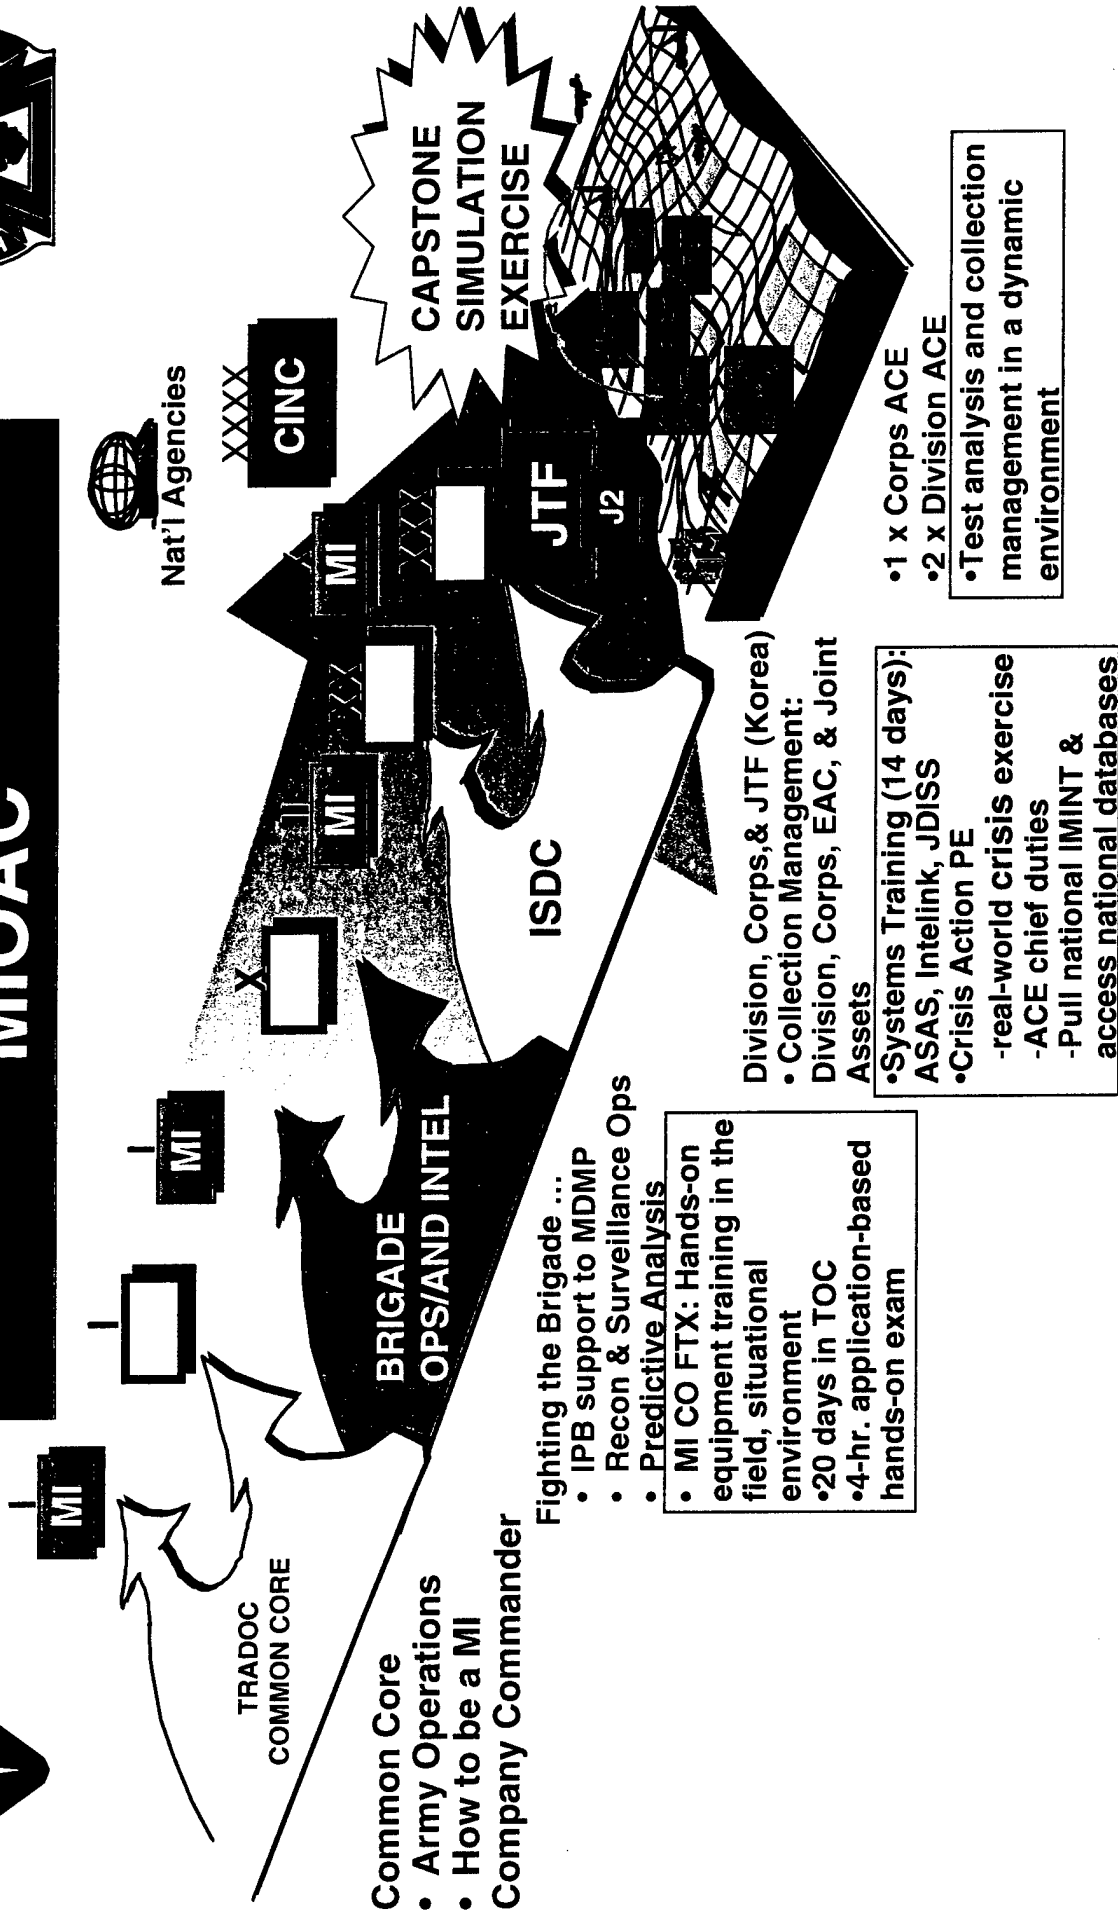 MIOAC
Nat'l Agencies
XXXX
CINC
CAPSTONE
SIMULATION
EXERCISE
I
MI
I
I
MI
X
II
MI
XX
MI
XXX
JTF
J2
TRADOC
COMMON CORE
BRIGADE
OPS/AND INTEL
ISDC
Common Core
• Army Operations
• How to be a MI
Company Commander
Fighting the Brigade ...
• IPB support to MDMP
• Recon & Surveillance Ops
• Predictive Analysis
• MI CO FTX: Hands-on
equipment training in the
field, situational
environment
•20 days in TOC
•4-hr. application-based
hands-on exam
Division, Corps,& JTF (Korea)
• Collection Management:
Division, Corps, EAC, & Joint
Assets
•Systems Training (14 days):
ASAS, Intelink, JDISS
•Crisis Action PE
-real-world crisis exercise
-ACE chief duties
-Pull national IMINT &
access national databases
•1 x Corps ACE
•2 x Division ACE
•Test analysis and collection
management in a dynamic
environment